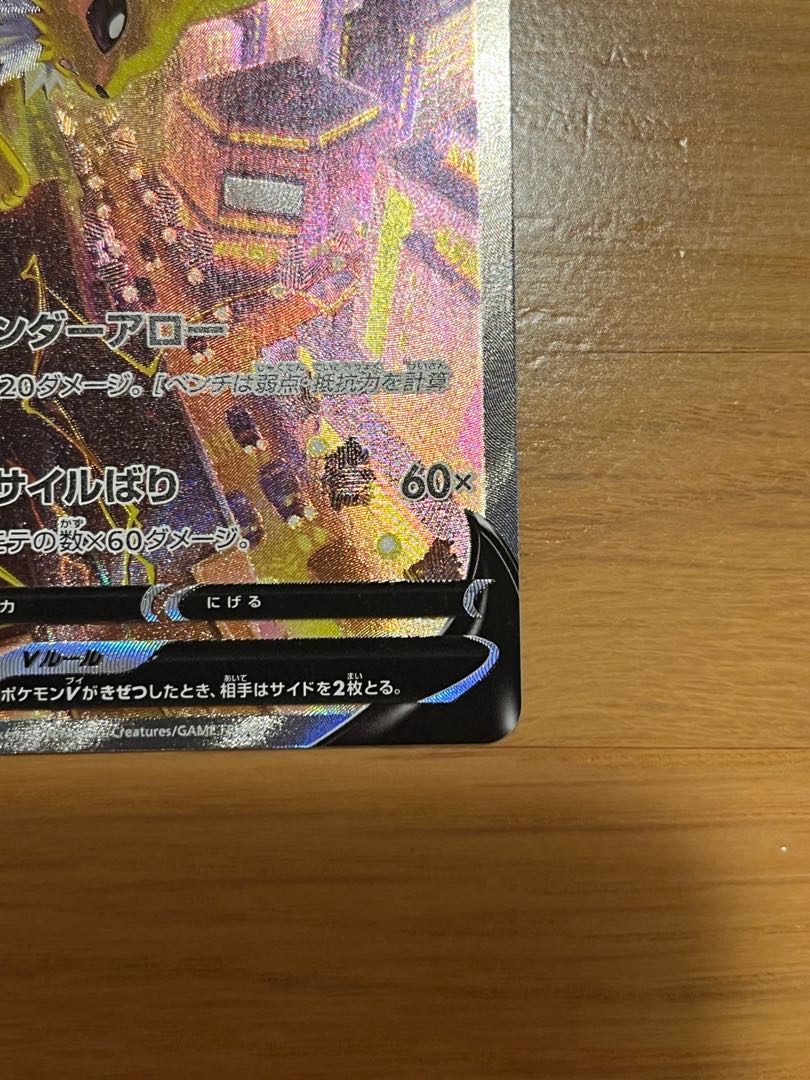 ンダーアロー
20ダメージ。[ベンチは弱点・抵抗力を計算
サイルばり 60×
モテの数×60ダメージ。
力 にげる
Vルール
ポケモンVがきぜつしたとき、相手はサイドを2枚とる。
/Creatures/GAME